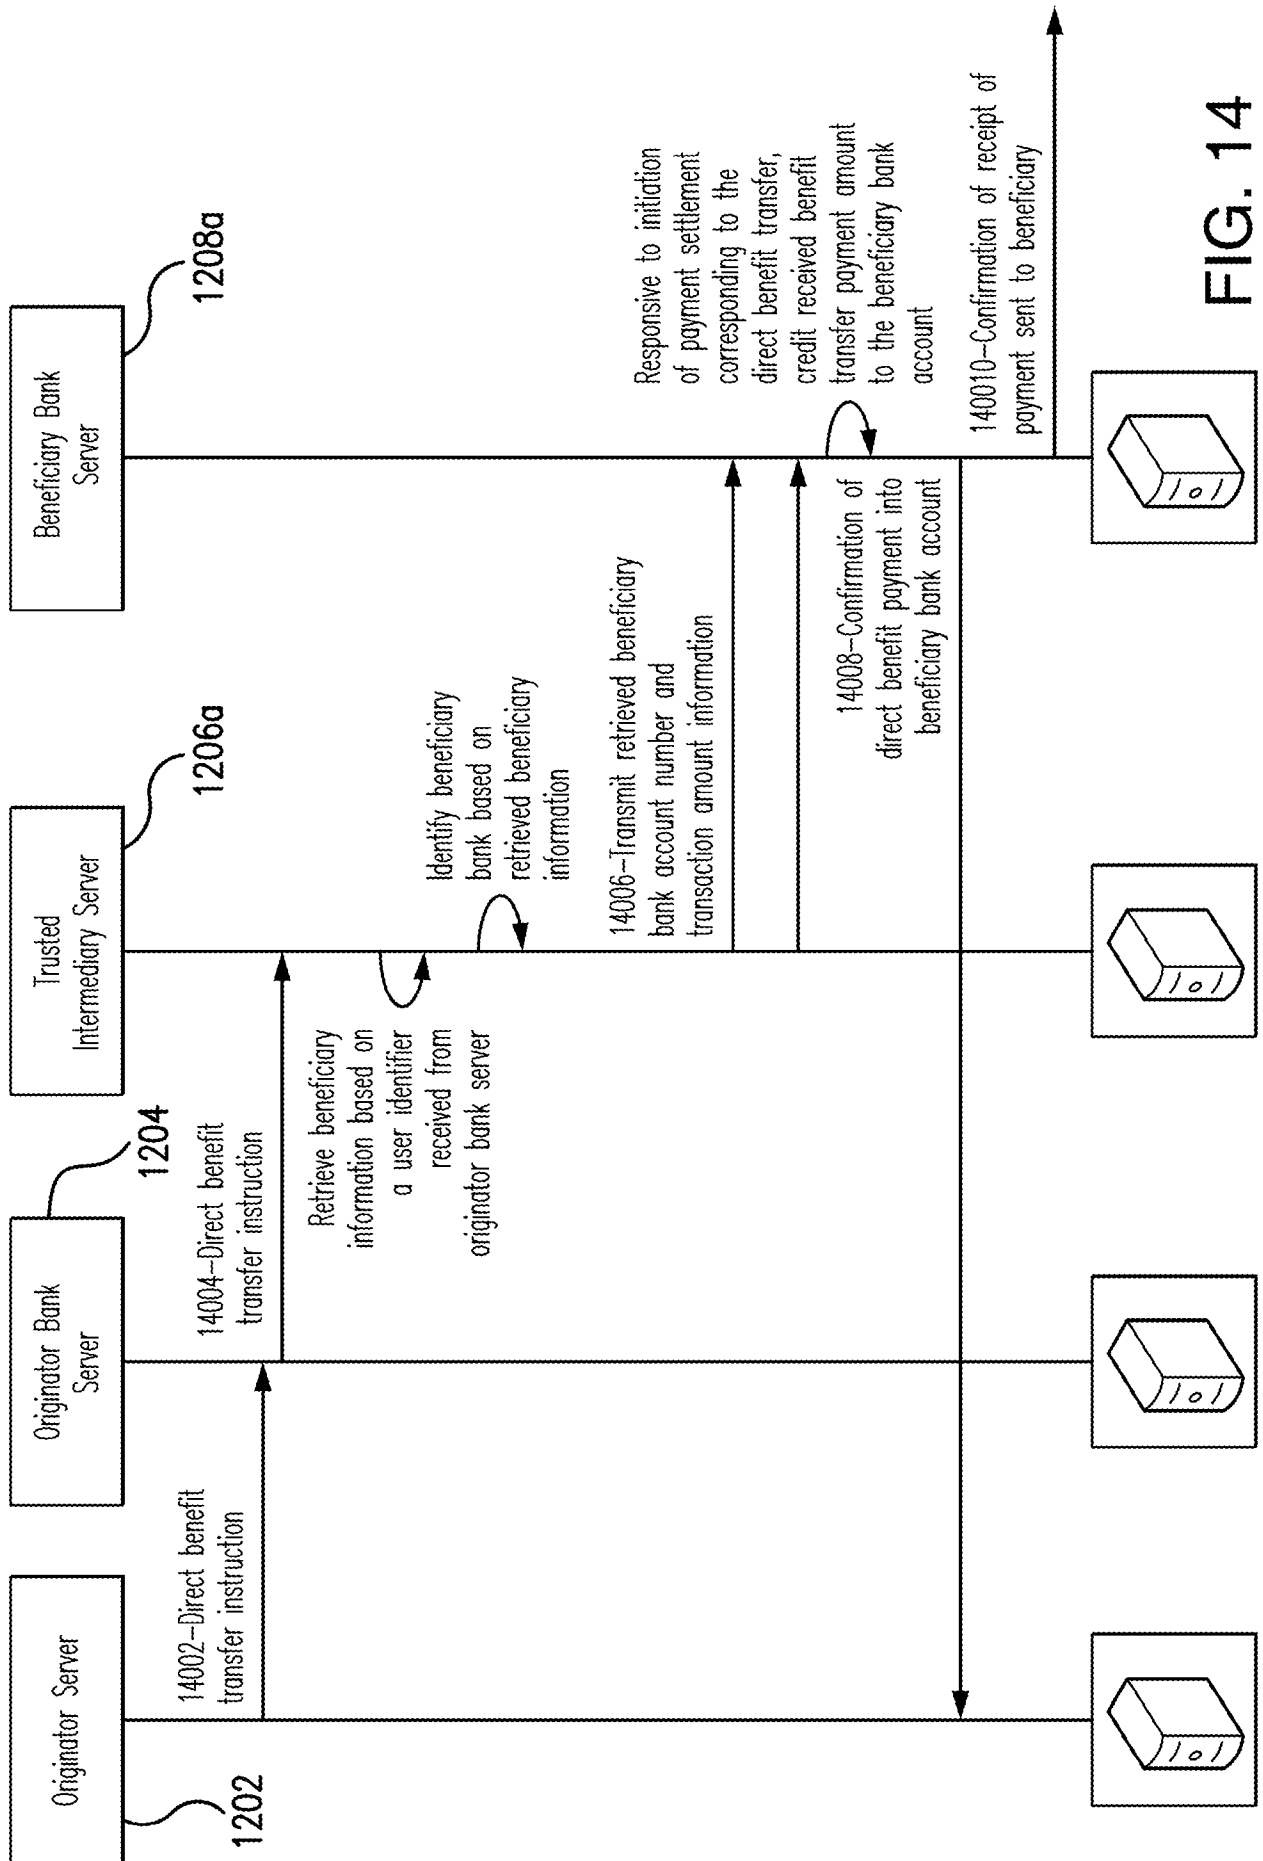 Originator Server
1202
Originator Bank
Server
1204
Trusted
Intermediary Server
1206a
Beneficiary Bank
Server
1208a
14002–Direct benefit
transfer instruction
14004–Direct benefit
transfer instruction
Retrieve beneficiary
information based on
a user identifier
received from
originator bank server
Identify beneficiary
bank based on
retrieved beneficiary
information
14006–Transmit retrieved beneficiary
bank account number and
transaction amount information
Responsive to initiation
of payment settlement
corresponding to the
direct benefit transfer,
credit received benefit
transfer payment amount
to the beneficiary bank
account
14008–Confirmation of
direct benefit payment into
beneficiary bank account
140010–Confirmation of receipt of
payment sent to beneficiary
FIG. 14